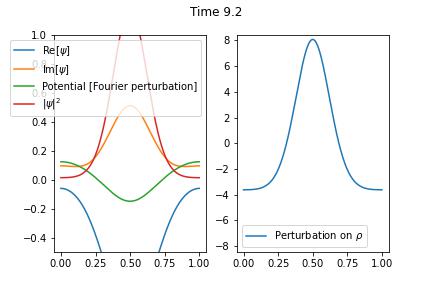 Time 9.2
1.0
0.8
0.6
0.4
0.2
0.0
−0.2
−0.4
0.00 0.25 0.50 0.75 1.00
Re[ψ]
Im[ψ]
Potential [Fourier perturbation]
|ψ|²
8
6
4
2
0
−2
−4
−6
−8
0.00 0.25 0.50 0.75 1.00
Perturbation on ρ